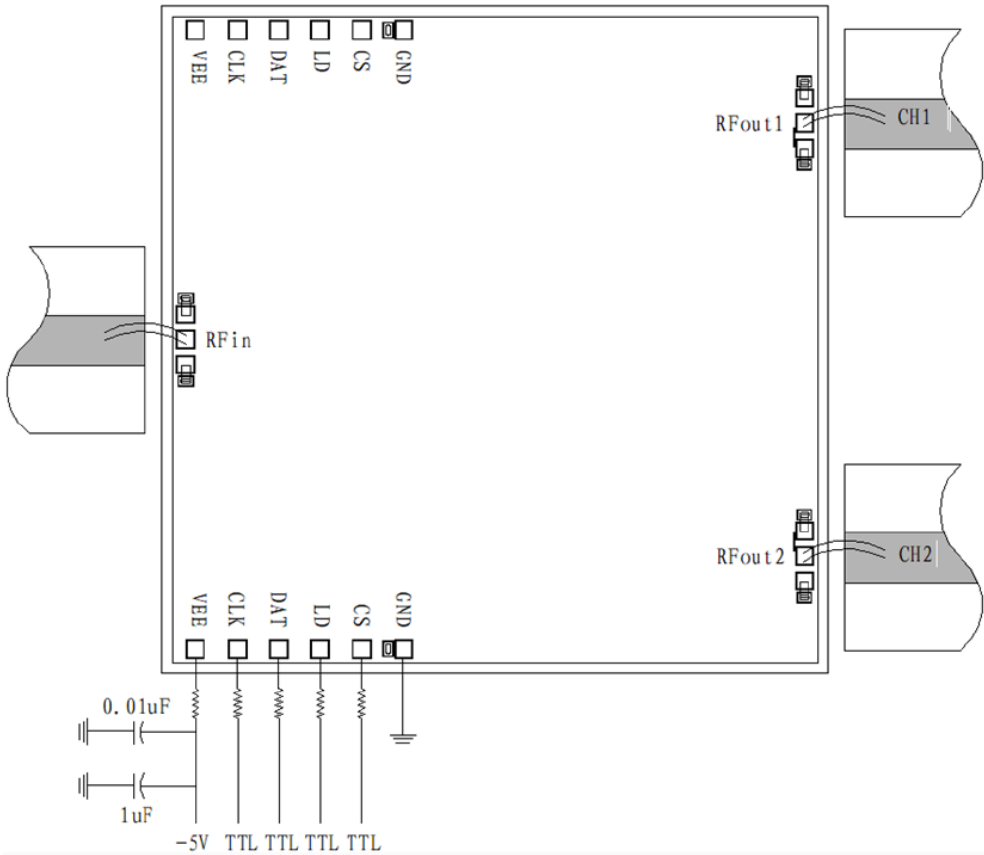 VEE CLK DAT LD CS GND
RFout1
CH1
RFin
RFout2
CH2
VEE CLK DAT LD CS GND
0.01uF
1uF
-5V TTL TTL TTL TTL